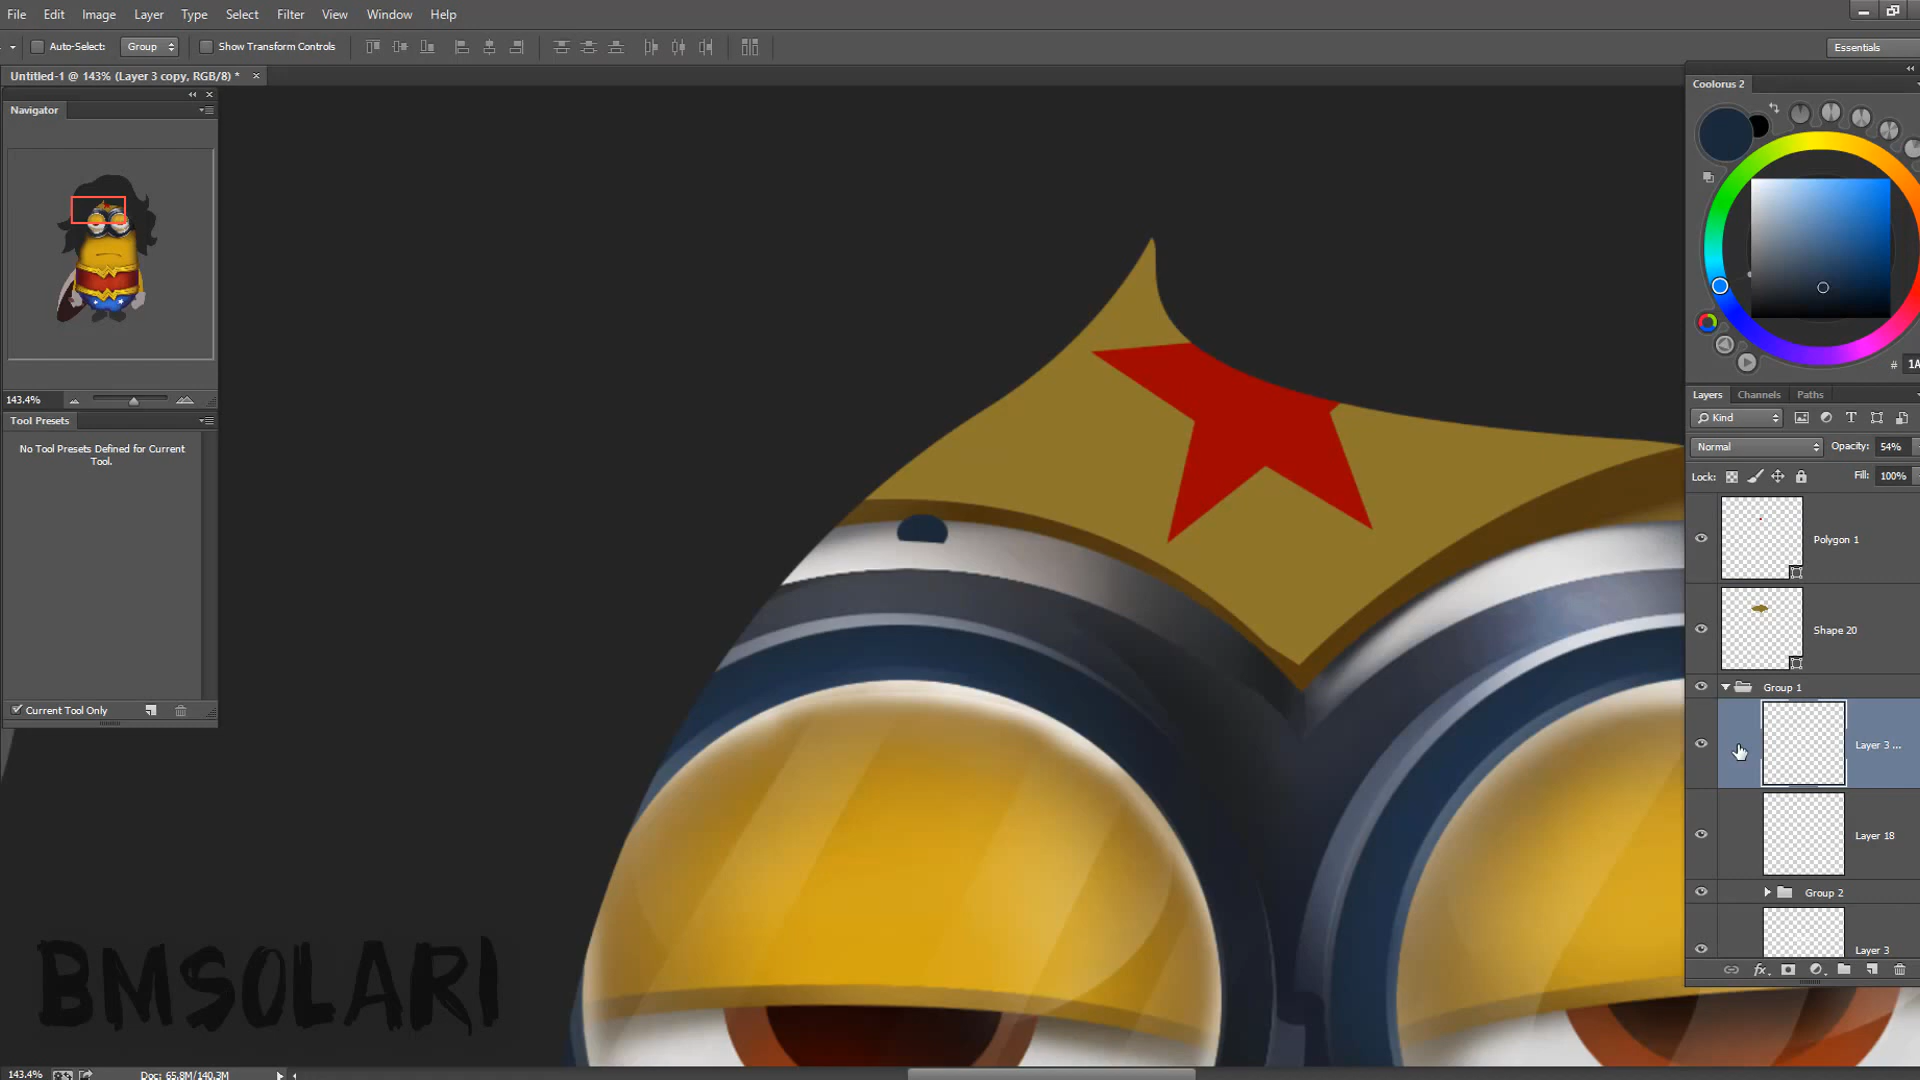 File Edit Image Layer Type Select Filter View Window Help
Auto-Select: Group Show Transform Controls
Essentials
Untitled-1 @ 143% (Layer 3 copy, RGB/8) * ×
Coolorus 2
Navigator
# 1A
143.4%
Layers Channels Paths
Tool Presets
Kind
No Tool Presets Defined for Current
Tool.
Normal Opacity: 54%
Lock: Fill: 100%
Polygon 1
Shape 20
Group 1
Current Tool Only
Layer 3 ...
Layer 18
Group 2
Layer 3
BMSOLARI
143.4% Doc: 65.8M/140.3M